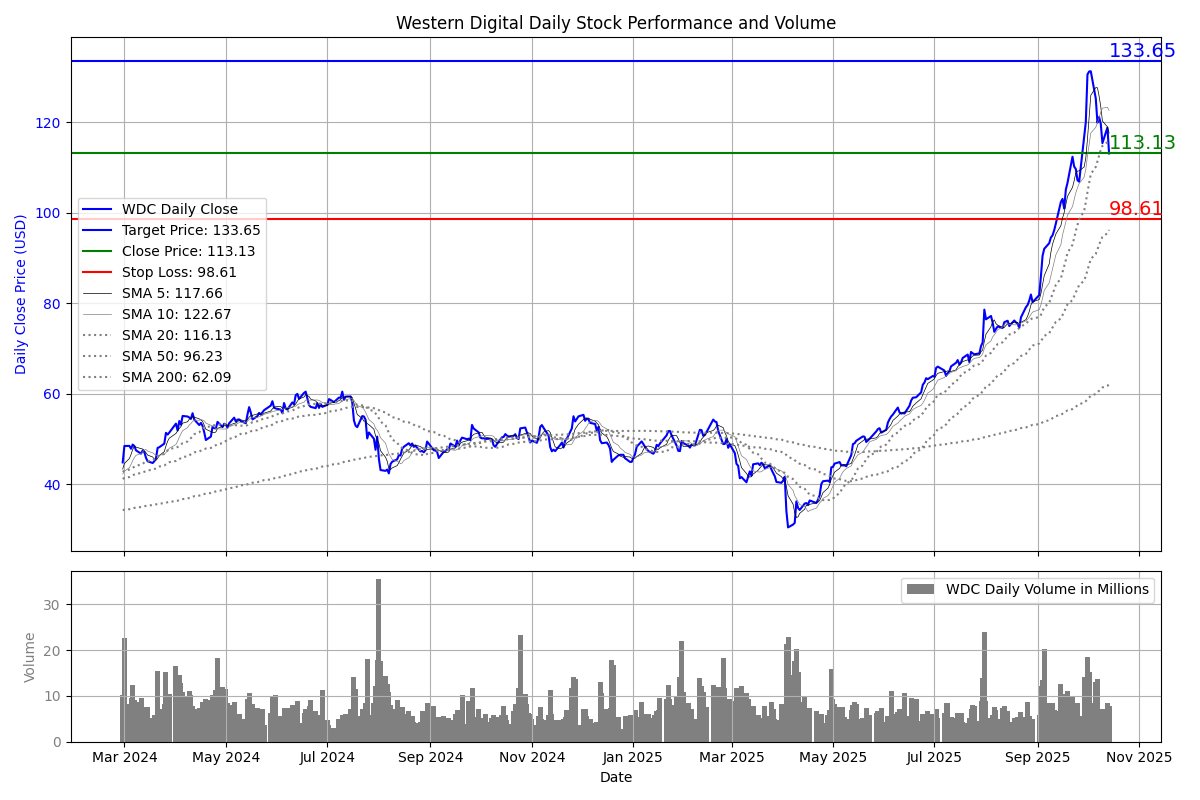 Western Digital Daily Stock Performance and Volume
133.65
120
113.13
100
98.61
80
60
40
Daily Close Price (USD)
WDC Daily Close
Target Price: 133.65
Close Price: 113.13
Stop Loss: 98.61
SMA 5: 117.66
SMA 10: 122.67
SMA 20: 116.13
SMA 50: 96.23
SMA 200: 62.09
WDC Daily Volume in Millions
30
20
10
0
Volume
Mar 2024 May 2024 Jul 2024 Sep 2024 Nov 2024 Jan 2025 Mar 2025 May 2025 Jul 2025 Sep 2025 Nov 2025
Date